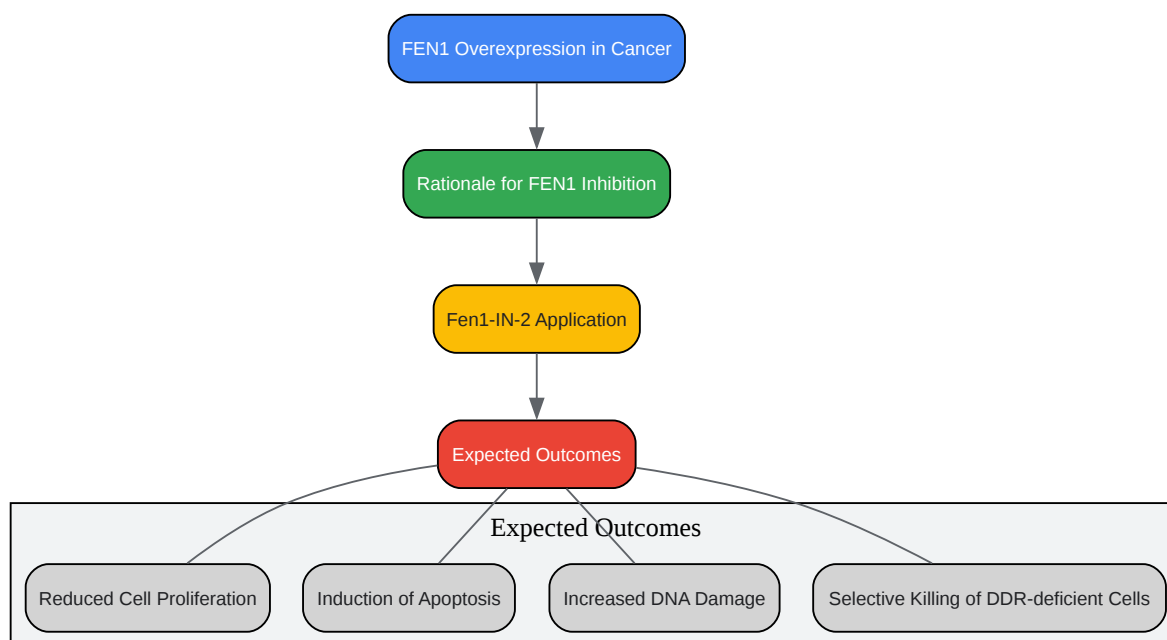 FEN1 Overexpression in Cancer
Rationale for FEN1 Inhibition
Fen1-IN-2 Application
Expected Outcomes
Expected Outcomes
Reduced Cell Proliferation
Induction of Apoptosis
Increased DNA Damage
Selective Killing of DDR-deficient Cells